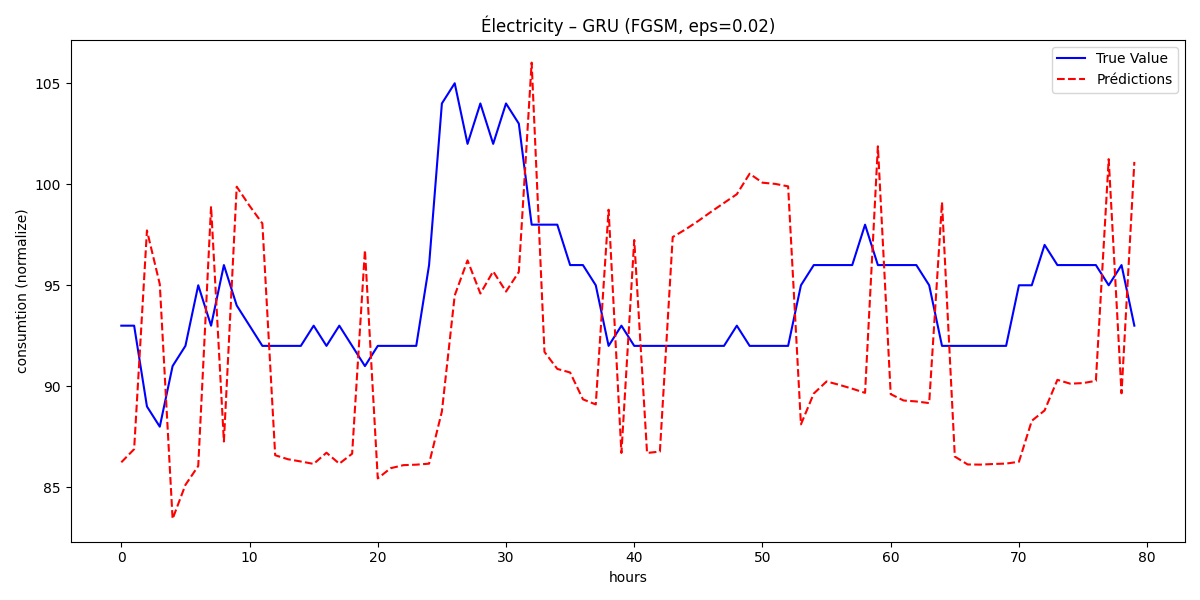 Électricity – GRU (FGSM, eps=0.02)
True Value
Prédictions
consumtion (normalize)
105
100
95
90
85
0 10 20 30 40 50 60 70 80
hours